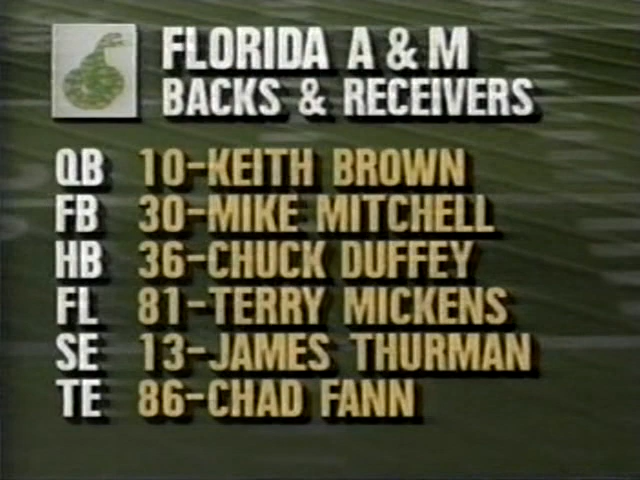 FLORIDA A & M
BACKS & RECEIVERS
QB 10-KEITH BROWN
FB 30-MIKE MITCHELL
HB 36-CHUCK DUFFEY
FL 81-TERRY MICKENS
SE 13-JAMES THURMAN
TE 86-CHAD FANN